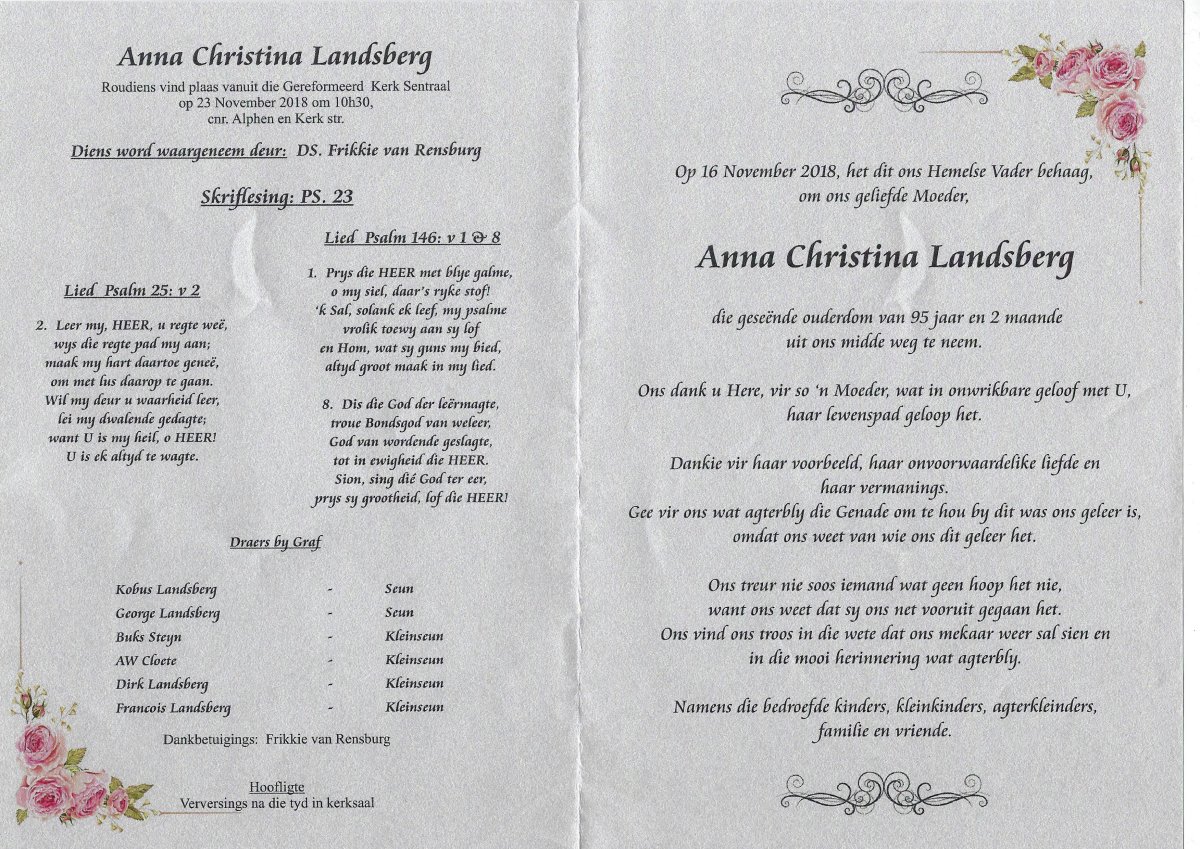 Anna Christina Landsberg
Roudiens vind plaas vanuit die Gereformeerd Kerk Sentraal
op 23 November 2018 om 10h30,
cnr. Alphen en Kerk str.
Diens word waargeneem deur: DS. Frikkie van Rensburg
Skriflesing: PS. 23
Lied Psalm 25: v 2
2. Leer my, HEER, u regte weë,
wys die regte pad my aan;
maak my hart daartoe geneë,
om met lus daarop te gaan.
Wil my deur u waarheid leer,
lei my dwalende gedagte;
want U is my heil, o HEER!
U is ek altyd te wagte.
Lied Psalm 146: v 1 & 8
1. Prys die HEER met blye galme,
o my siel, daar's ryke stof!
'k Sal, solank ek leef, my psalme
vrolik toewy aan sy lof
en Hom, wat sy guns my bied,
altyd groot maak in my lied.
8. Dis die God der leërmagte,
troue Bondsgod van weleer,
God van wordende geslagte,
tot in ewigheid die HEER.
Sion, sing dié God ter eer,
prys sy grootheid, lof die HEER!
Draers by Graf
Kobus Landsberg - Seun
George Landsberg - Seun
Buks Steyn - Kleinseun
AW Cloete - Kleinseun
Dirk Landsberg - Kleinseun
Francois Landsberg - Kleinseun
Dankbetuigings: Frikkie van Rensburg
Hoofligte
Verversings na die tyd in kerksaal
Op 16 November 2018, het dit ons Hemelse Vader behaag,
om ons geliefde Moeder,
Anna Christina Landsberg
die geseënde ouderdom van 95 jaar en 2 maande
uit ons midde weg te neem.
Ons dank u Here, vir so 'n Moeder, wat in onwrikbare geloof met U,
haar lewenspad geloop het.
Dankie vir haar voorbeeld, haar onvoorwaardelike liefde en
haar vermanings.
Gee vir ons wat agterbly die Genade om te hou by dit was ons geleer is,
omdat ons weet van wie ons dit geleer het.
Ons treur nie soos iemand wat geen hoop het nie,
want ons weet dat sy ons net vooruit gegaan het.
Ons vind ons troos in die wete dat ons mekaar weer sal sien en
in die mooi herinnering wat agterbly.
Namens die bedroefde kinders, kleinkinders, agterkleinders,
familie en vriende.